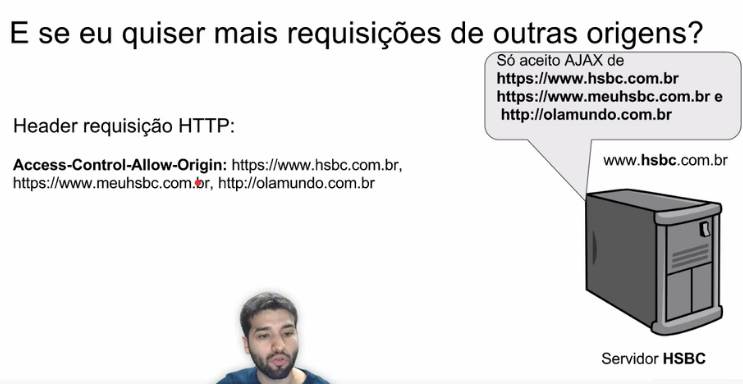 E se eu quiser mais requisições de outras origens?
Só aceito AJAX de
https://www.hsbc.com.br
https://www.meuhsbc.com.br e
http://olamundo.com.br
Header requisição HTTP:
Access-Control-Allow-Origin: https://www.hsbc.com.br,
https://www.meuhsbc.com.br, http://olamundo.com.br
www.hsbc.com.br
Servidor HSBC